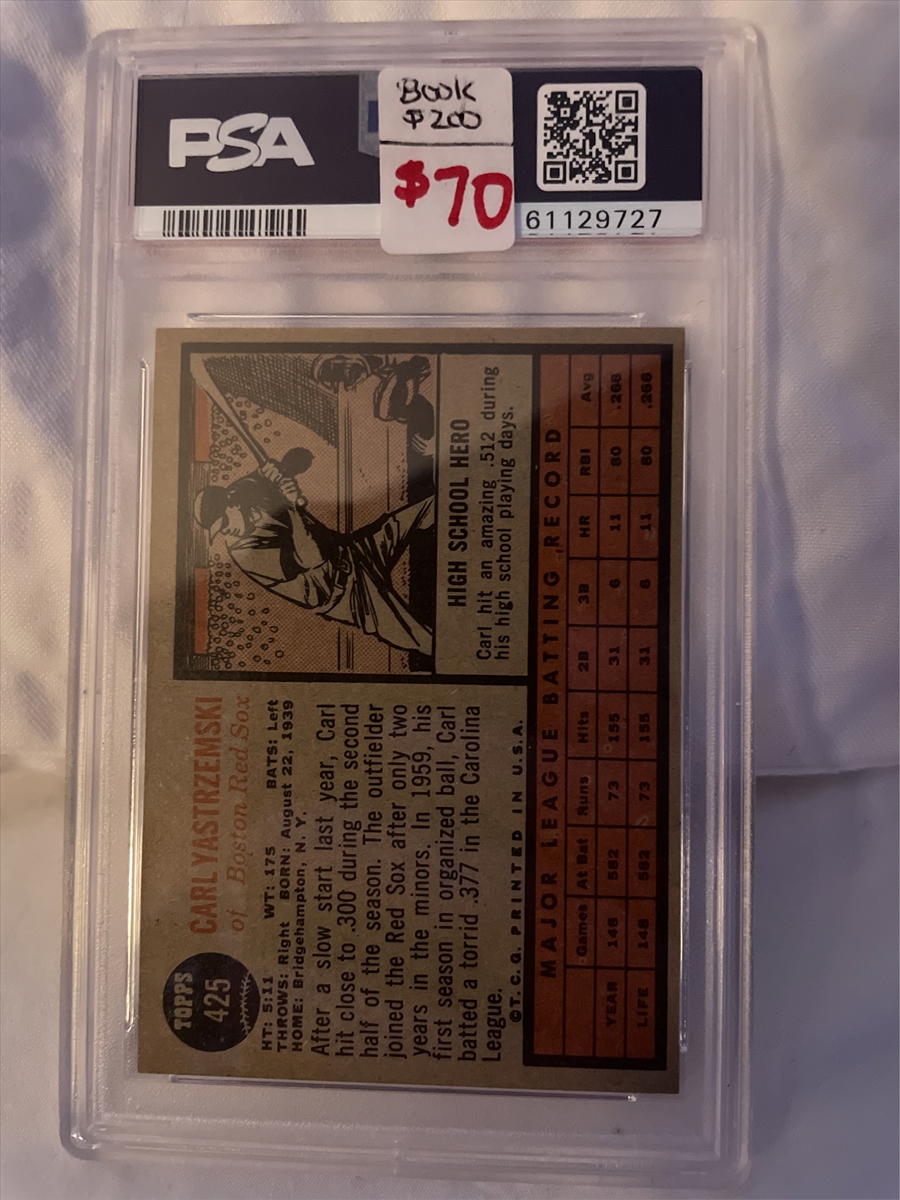 PSA
Book
$200
$70
61129727
TOPPS
425
CARL YASTRZEMSKI
of Boston Red Sox
HT: 5:11 WT: 175 BATS: Left
THROWS: Right BORN: August 22, 1939
HOME: Bridgehampton, N. Y.
After a slow start last year, Carl
hit close to .300 during the second
half of the season. The outfielder
joined the Red Sox after only two
years in the minors. In 1959, his
first season in organized ball, Carl
batted a torrid .377 in the Carolina
League.
©T. C. G. PRINTED IN U.S.A.
HIGH SCHOOL HERO
Carl hit an amazing .512 during
his high school playing days.
MAJOR LEAGUE BATTING RECORD
Games At Bat Runs Hits 2B 3B HR RBI Avg
YEAR 148 582 73 155 31 6 11 80 .266
LIFE 148 582 73 155 31 6 11 80 .266